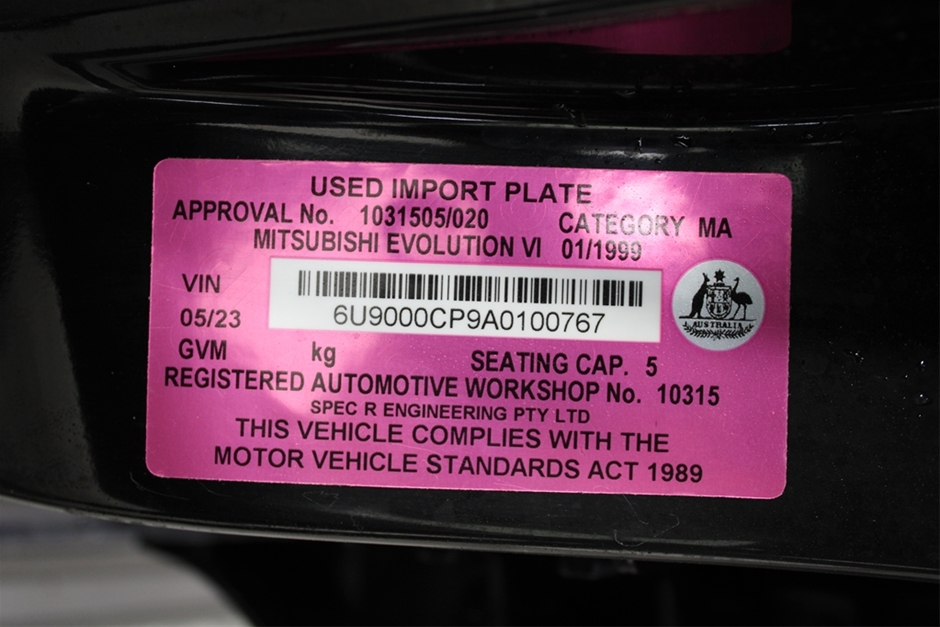 USED IMPORT PLATE
APPROVAL No. 1031505/020 CATEGORY MA
MITSUBISHI EVOLUTION VI 01/1999
VIN
6U9000CP9A0100767
05/23
AUSTRALIA
GVM kg SEATING CAP. 5
REGISTERED AUTOMOTIVE WORKSHOP No. 10315
SPEC R ENGINEERING PTY LTD
THIS VEHICLE COMPLIES WITH THE
MOTOR VEHICLE STANDARDS ACT 1989